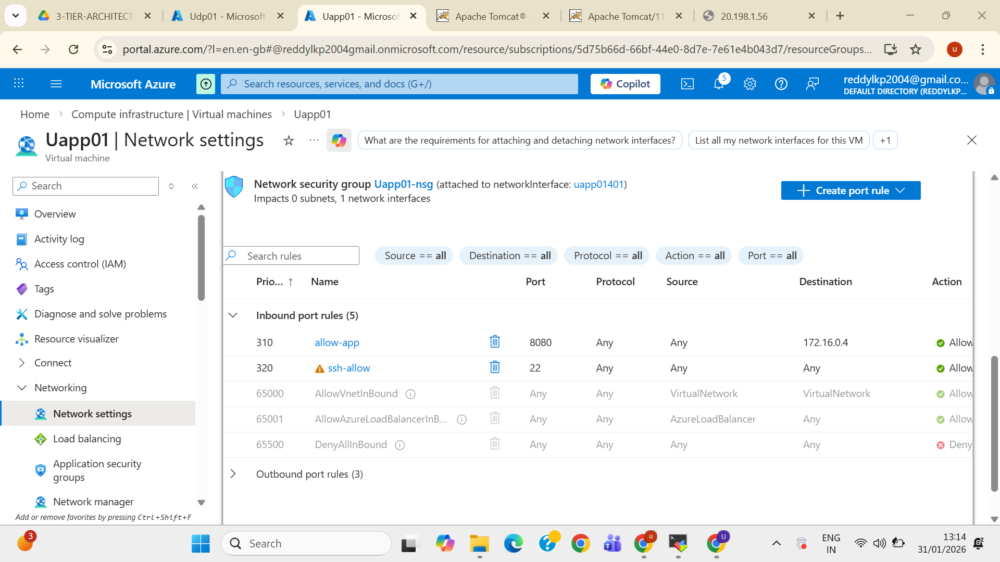 3-TIER-ARCHITECT
Udp01 - Microsoft
Uapp01 - Microsof
Apache Tomcat® -
Apache Tomcat/11
20.198.1.56
portal.azure.com/?l=en.en-gb#@reddylkp2004gmail.onmicrosoft.com/resource/subscriptions/5d75b66d-66bf-44e0-8d7e-7e61e4b043d7/resourceGroups...
u
Microsoft Azure
Search resources, services, and docs (G+/)
Copilot
5
reddylkp2004@gmail.co...
DEFAULT DIRECTORY (REDDYLKP...
Home > Compute infrastructure | Virtual machines > Uapp01
Uapp01 | Network settings
Virtual machine
What are the requirements for attaching and detaching network interfaces?
List all my network interfaces for this VM
+1
Search
Overview
Activity log
Access control (IAM)
Tags
Diagnose and solve problems
Resource visualizer
Connect
Networking
Network settings
Load balancing
Application security
groups
Network manager
Add or remove favorites by pressing Ctrl+Shift+F
Network security group Uapp01-nsg (attached to networkInterface: uapp01401)
Impacts 0 subnets, 1 network interfaces
Create port rule
Search rules
Source == all
Destination == all
Protocol == all
Action == all
Port == all
Prio... ↑ Name Port Protocol Source Destination Action
Inbound port rules (5)
310 allow-app 8080 Any Any 172.16.0.4 Allow
320 ssh-allow 22 Any Any Any Allow
65000 AllowVnetInBound Any Any VirtualNetwork VirtualNetwork Allow
65001 AllowAzureLoadBalancerInB... Any Any AzureLoadBalancer Any Allow
65500 DenyAllInBound Any Any Any Any Deny
Outbound port rules (3)
3
Search
u
U
ENG
IN
13:14
31/01/2026